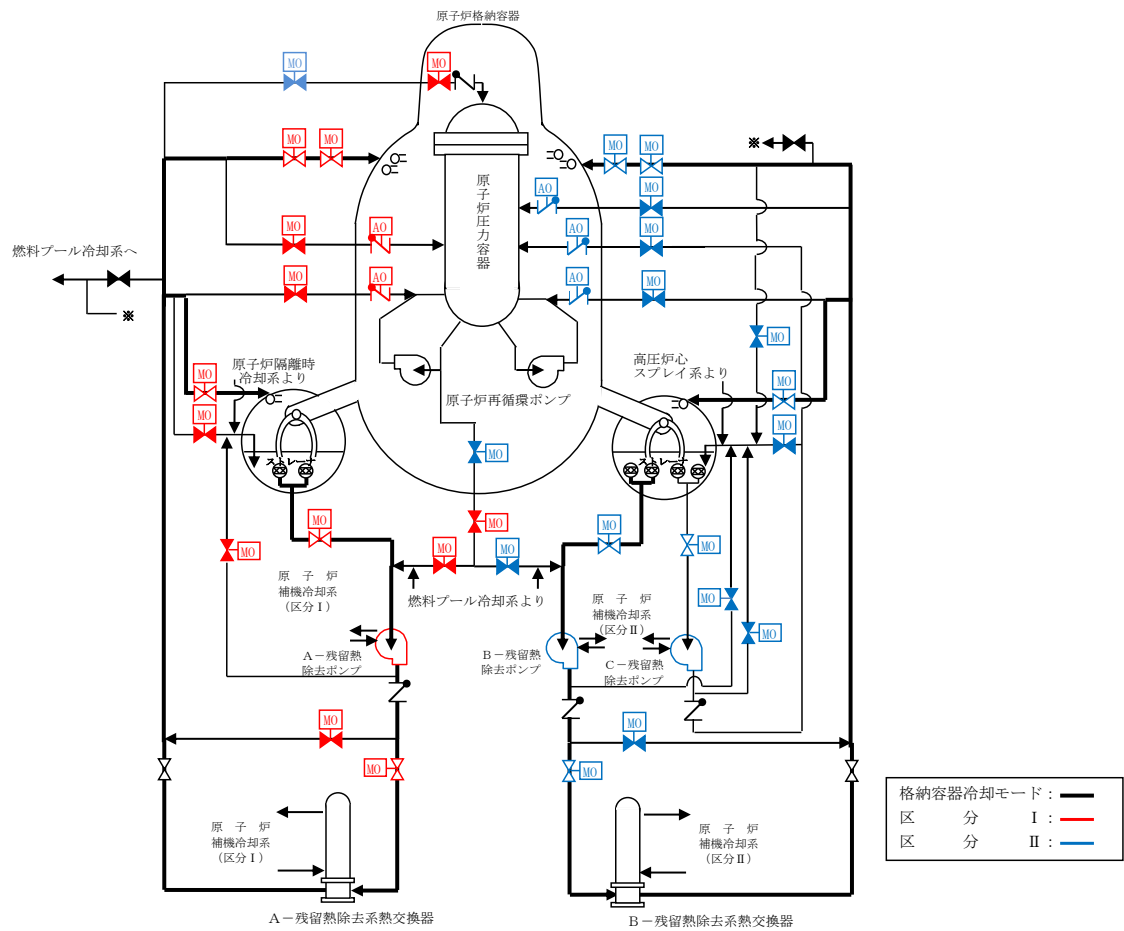 原子炉格納容器
MO
MO
MO
MO
MO
MO
※
AO
MO
原子炉圧力容器
MO
AO
AO
MO
燃料プール冷却系へ
MO
AO
AO
MO
※
MO
原子炉隔離時
冷却系より
高圧炉心
スプレイ系より
MO
MO
原子炉再循環ポンプ
MO
MO
MO
ストレーナ
ストレーナ
MO
MO
MO
MO
MO
MO
MO
MO
原 子 炉
補機冷却系
(区分Ⅰ)
燃料プール冷却系より
原 子 炉
補機冷却系
(区分Ⅱ)
MO
MO
A－残留熱
除去ポンプ
B－残留熱
除去ポンプ
C－残留熱
除去ポンプ
MO
MO
MO
MO
原 子 炉
補機冷却系
(区分Ⅰ)
原 子 炉
補機冷却系
(区分Ⅱ)
A－残留熱除去系熱交換器
B－残留熱除去系熱交換器
格納容器冷却モード：
区 分 Ⅰ：
区 分 Ⅱ：